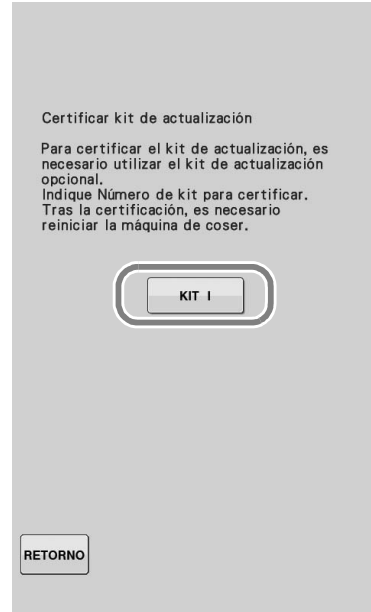 Certificar kit de actualización
Para certificar el kit de actualización, es
necesario utilizar el kit de actualización
opcional.
Indique Número de kit para certificar.
Tras la certificación, es necesario
reiniciar la máquina de coser.
KIT I
RETORNO